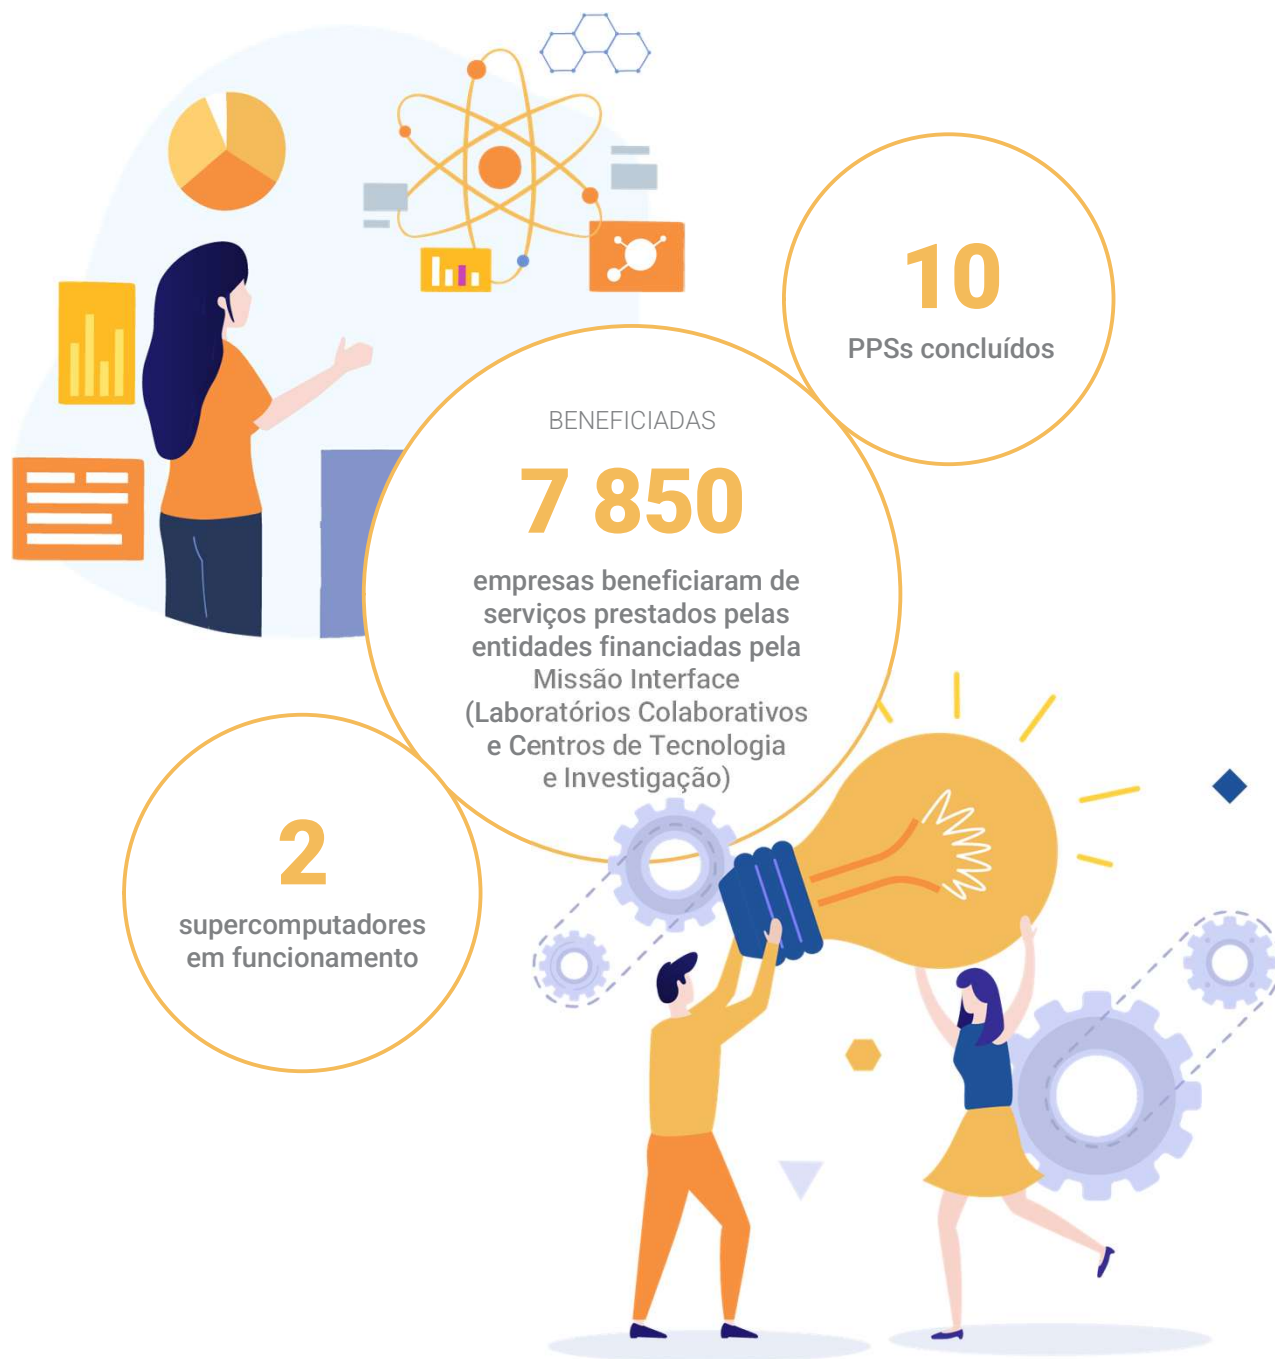 10
PPSs concluídos
BENEFICIADAS
7 850
empresas beneficiaram de
serviços prestados pelas
entidades financiadas pela
Missão Interface
(Laboratórios Colaborativos
e Centros de Tecnologia
e Investigação)
2
supercomputadores
em funcionamento